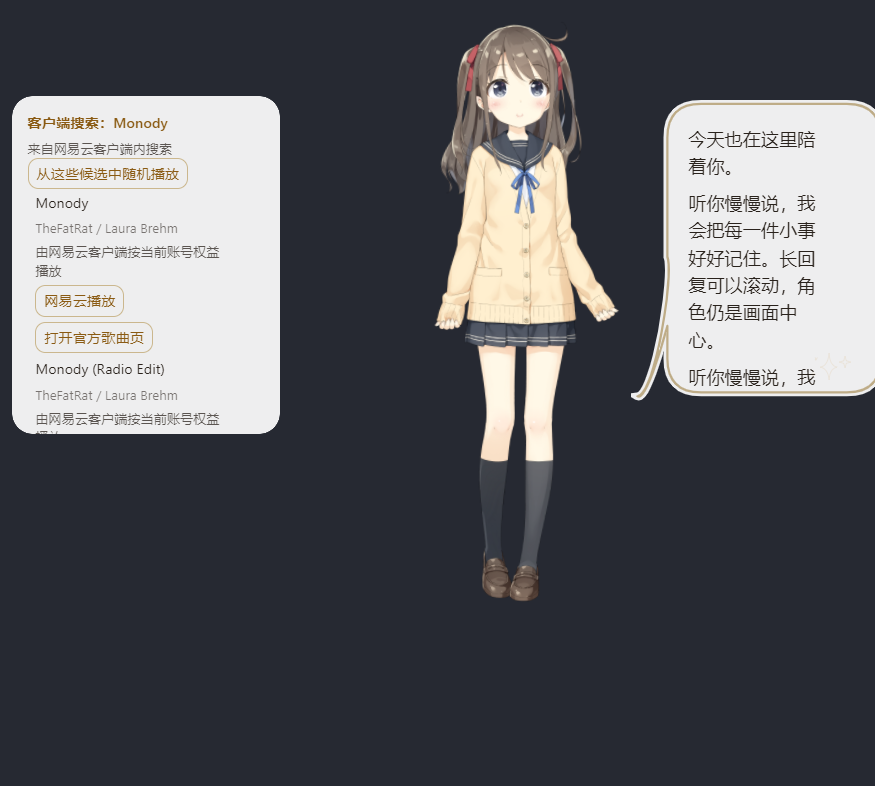 客户端搜索：Monody
来自网易云客户端内搜索
从这些候选中随机播放
Monody
TheFatRat / Laura Brehm
由网易云客户端按当前账号权益
播放
网易云播放
打开官方歌曲页
Monody (Radio Edit)
TheFatRat / Laura Brehm
由网易云客户端按当前账号权益
今天也在这里陪
着你。
听你慢慢说，我
会把每一件小事
好好记住。长回
复可以滚动，角
色仍是画面中
心。
听你慢慢说，我